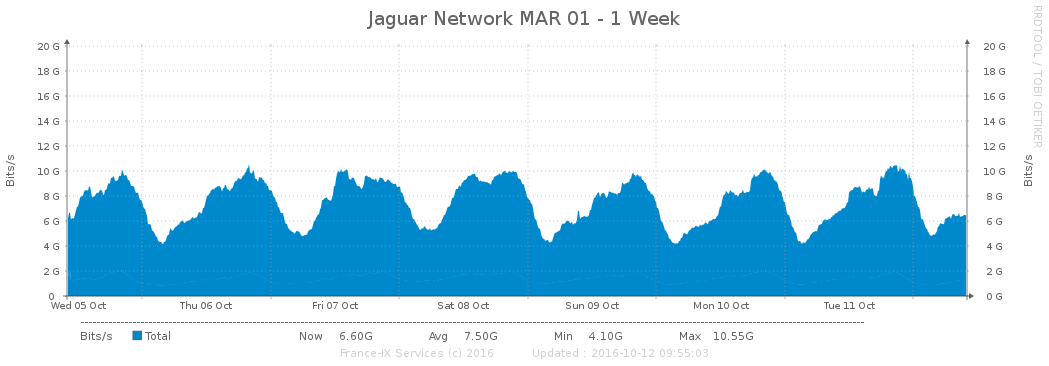 Jaguar Network MAR 01 - 1 Week
RRDTOOL / TOBI OETIKER
Bits/s
20 G 20 G
18 G 18 G
16 G 16 G
14 G 14 G
12 G 12 G
10 G 10 G
8 G 8 G
6 G 6 G
4 G 4 G
2 G 2 G
0 0 G
Bits/s
Wed 05 Oct Thu 06 Oct Fri 07 Oct Sat 08 Oct Sun 09 Oct Mon 10 Oct Tue 11 Oct
Bits/s Total Now 6.60G Avg 7.50G Min 4.10G Max 10.55G
France-IX Services (c) 2016 Updated : 2016-10-12 09:55:03